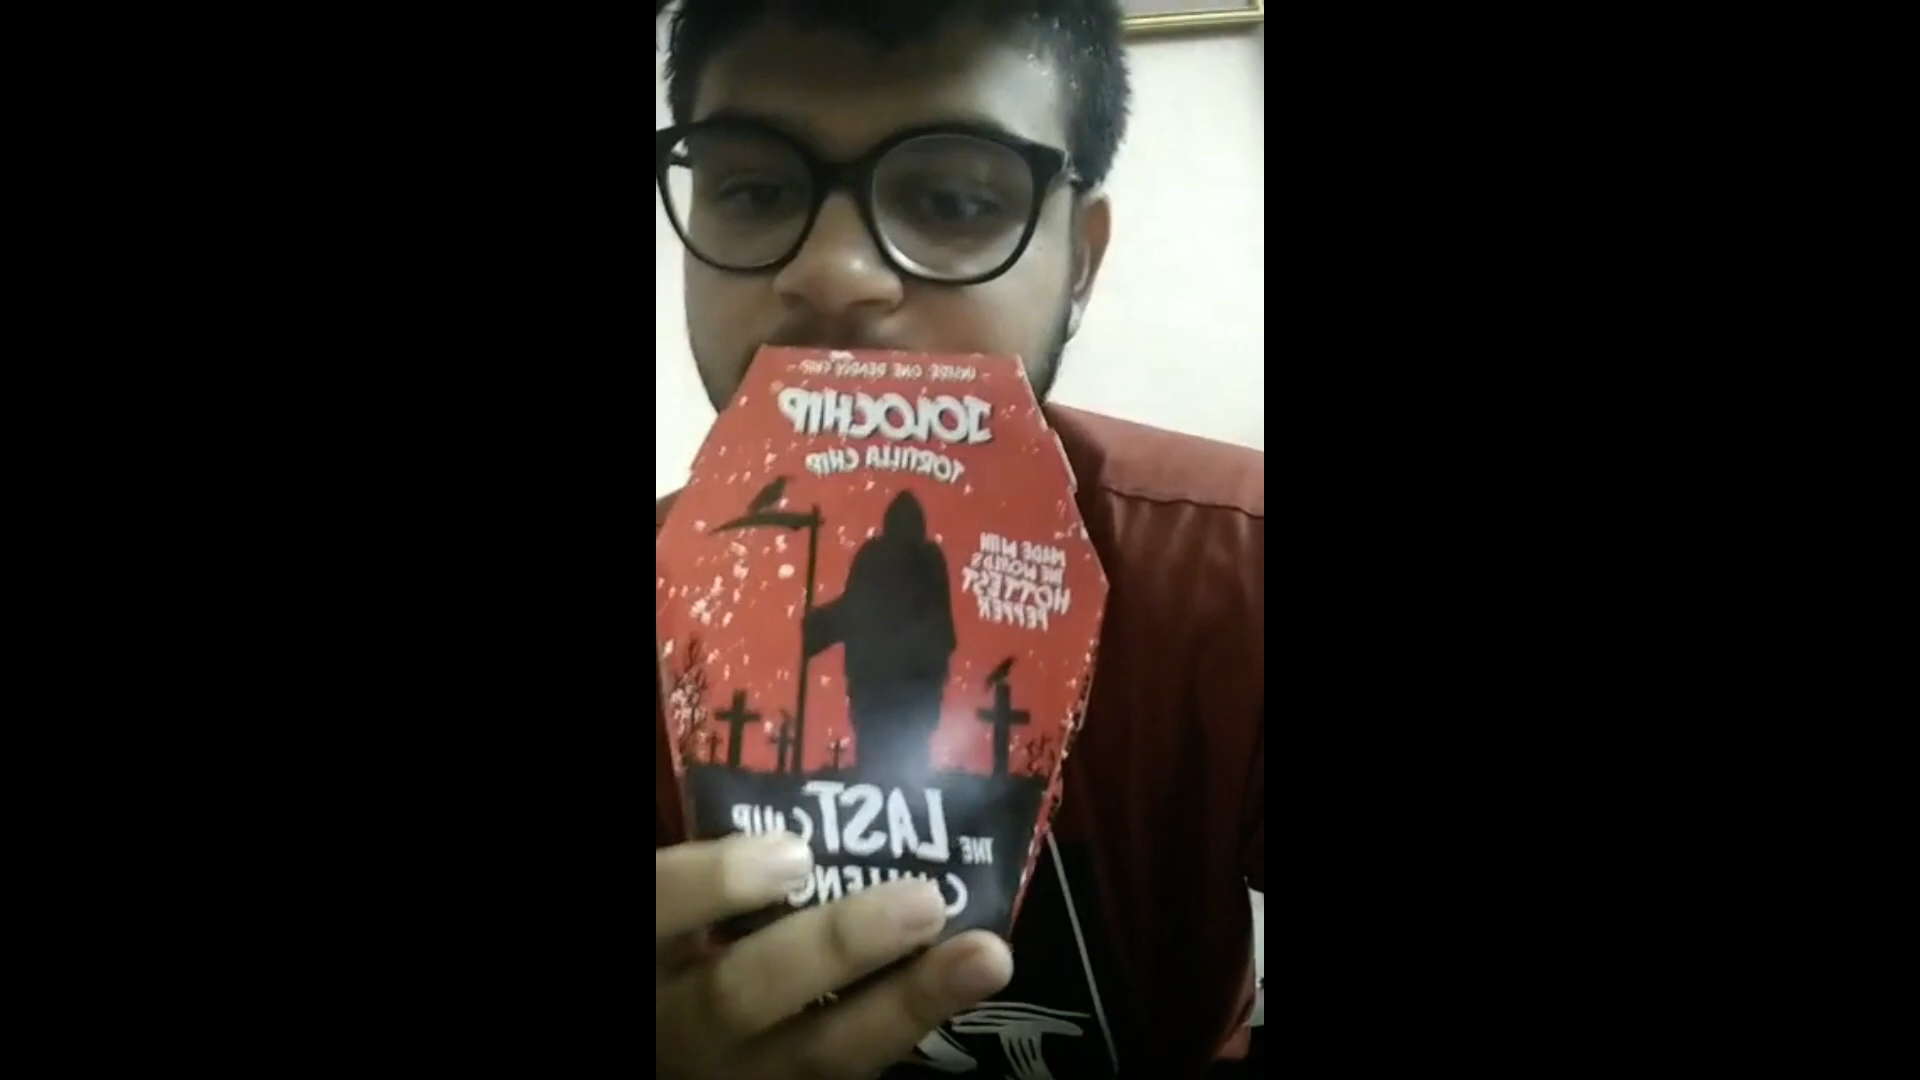 - INSIDE ONE DEADLY CHIP -
JOLOCHIP
TORTILLA CHIP
MADE WITH
THE WORLD'S
HOTTEST
PEPPER
THE LAST CHIP